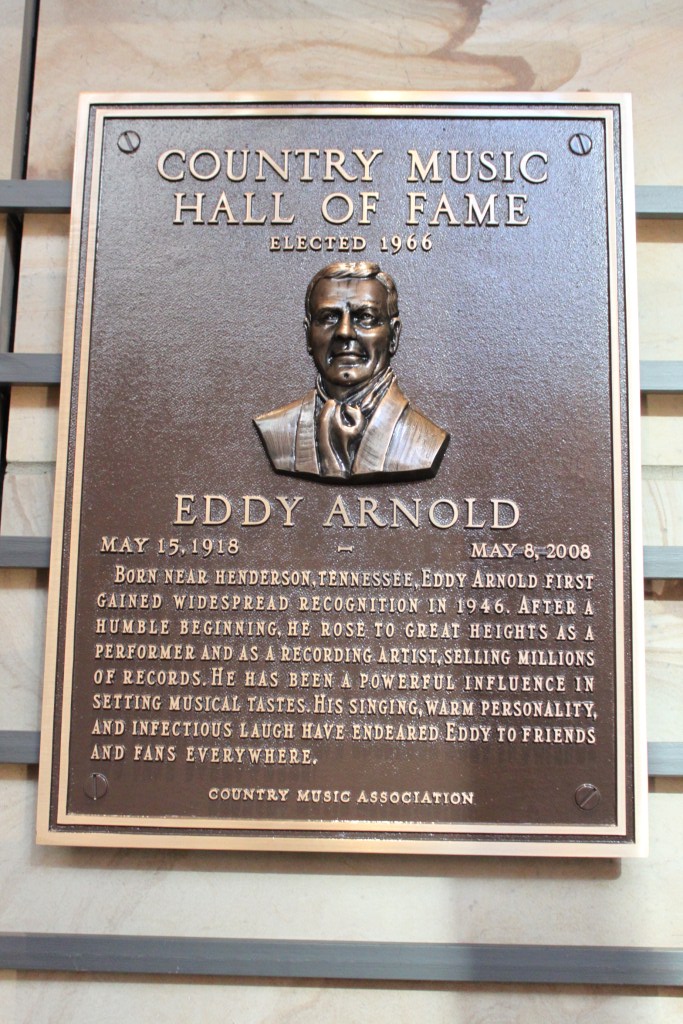 COUNTRY MUSIC
HALL OF FAME
ELECTED 1966
EDDY ARNOLD
MAY 15, 1918 - MAY 8, 2008
BORN NEAR HENDERSON, TENNESSEE, EDDY ARNOLD FIRST
GAINED WIDESPREAD RECOGNITION IN 1946. AFTER A
HUMBLE BEGINNING, HE ROSE TO GREAT HEIGHTS AS A
PERFORMER AND AS A RECORDING ARTIST, SELLING MILLIONS
OF RECORDS. HE HAS BEEN A POWERFUL INFLUENCE IN
SETTING MUSICAL TASTES. HIS SINGING, WARM PERSONALITY,
AND INFECTIOUS LAUGH HAVE ENDEARED EDDY TO FRIENDS
AND FANS EVERYWHERE.
COUNTRY MUSIC ASSOCIATION